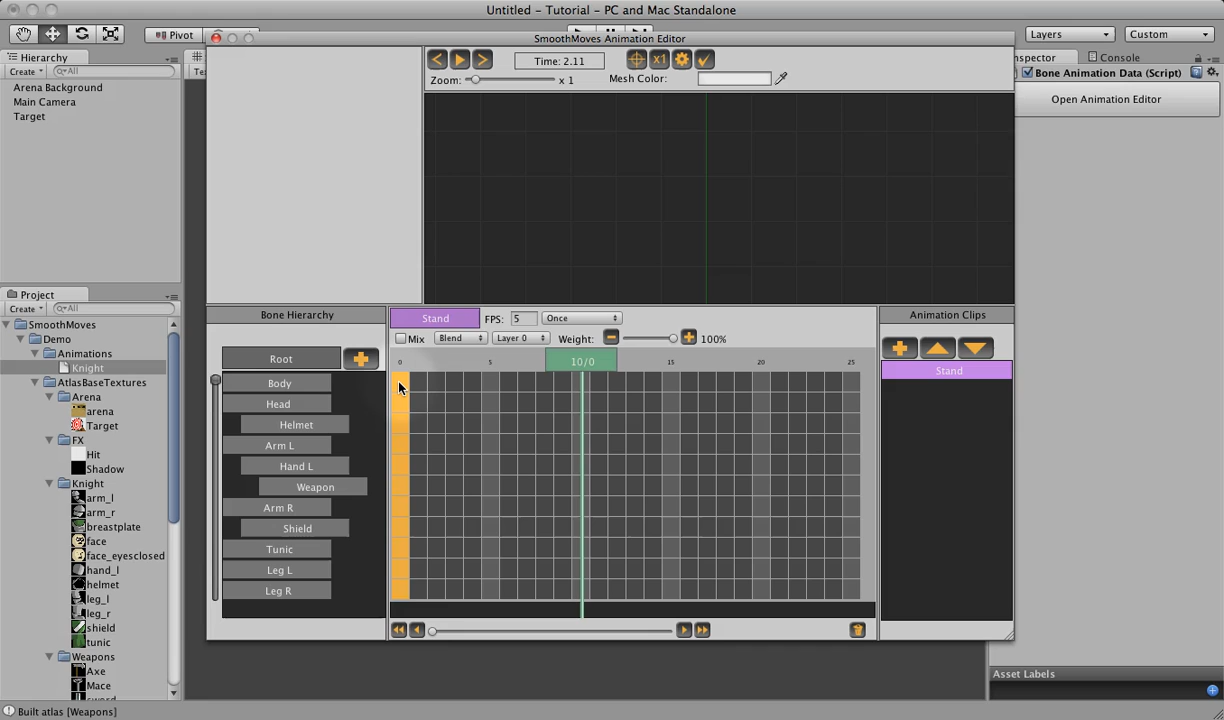 Untitled - Tutorial - PC and Mac Standalone
Pivot
Layers
Custom
Hierarchy
Create
All
Arena Background
Main Camera
Target
SmoothMoves Animation Editor
Time: 2.11
x1
Zoom:
x 1
Mesh Color:
nspector
Console
Bone Animation Data (Script)
Open Animation Editor
Project
Create
All
SmoothMoves
Demo
Animations
Knight
AtlasBaseTextures
Arena
arena
Target
FX
Hit
Shadow
Knight
arm_l
arm_r
breastplate
face
face_eyesclosed
hand_l
helmet
leg_l
leg_r
shield
tunic
Weapons
Axe
Mace
Bone Hierarchy
Root
Body
Head
Helmet
Arm L
Hand L
Weapon
Arm R
Shield
Tunic
Leg L
Leg R
Stand
FPS: 5
Once
Mix
Blend
Layer 0
Weight:
100%
0 5 10/0 15 20 25
Animation Clips
Stand
Asset Labels
Built atlas [Weapons]